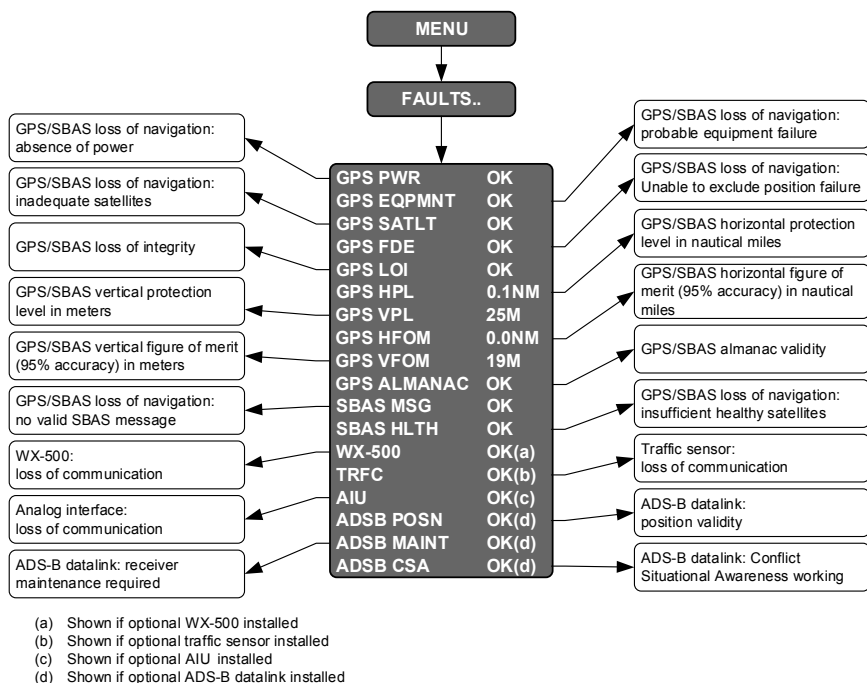 MENU
FAULTS..
GPS/SBAS loss of navigation:
absence of power
GPS/SBAS loss of navigation:
inadequate satellites
GPS/SBAS loss of integrity
GPS/SBAS vertical protection
level in meters
GPS/SBAS vertical figure of merit
(95% accuracy) in meters
GPS/SBAS loss of navigation:
no valid SBAS message
WX-500:
loss of communication
Analog interface:
loss of communication
ADS-B datalink: receiver
maintenance required
GPS PWR OK
GPS EQPMNT OK
GPS SATLT OK
GPS FDE OK
GPS LOI OK
GPS HPL 0.1NM
GPS VPL 25M
GPS HFOM 0.0NM
GPS VFOM 19M
GPS ALMANAC OK
SBAS MSG OK
SBAS HLTH OK
WX-500 OK(a)
TRFC OK(b)
AIU OK(c)
ADSB POSN OK(d)
ADSB MAINT OK(d)
ADSB CSA OK(d)
GPS/SBAS loss of navigation:
probable equipment failure
GPS/SBAS loss of navigation:
Unable to exclude position failure
GPS/SBAS horizontal protection
level in nautical miles
GPS/SBAS horizontal figure of
merit (95% accuracy) in nautical
miles
GPS/SBAS almanac validity
GPS/SBAS loss of navigation:
insufficient healthy satellites
Traffic sensor:
loss of communication
ADS-B datalink:
position validity
ADS-B datalink: Conflict
Situational Awareness working
(a) Shown if optional WX-500 installed
(b) Shown if optional traffic sensor installed
(c) Shown if optional AIU installed
(d) Shown if optional ADS-B datalink installed